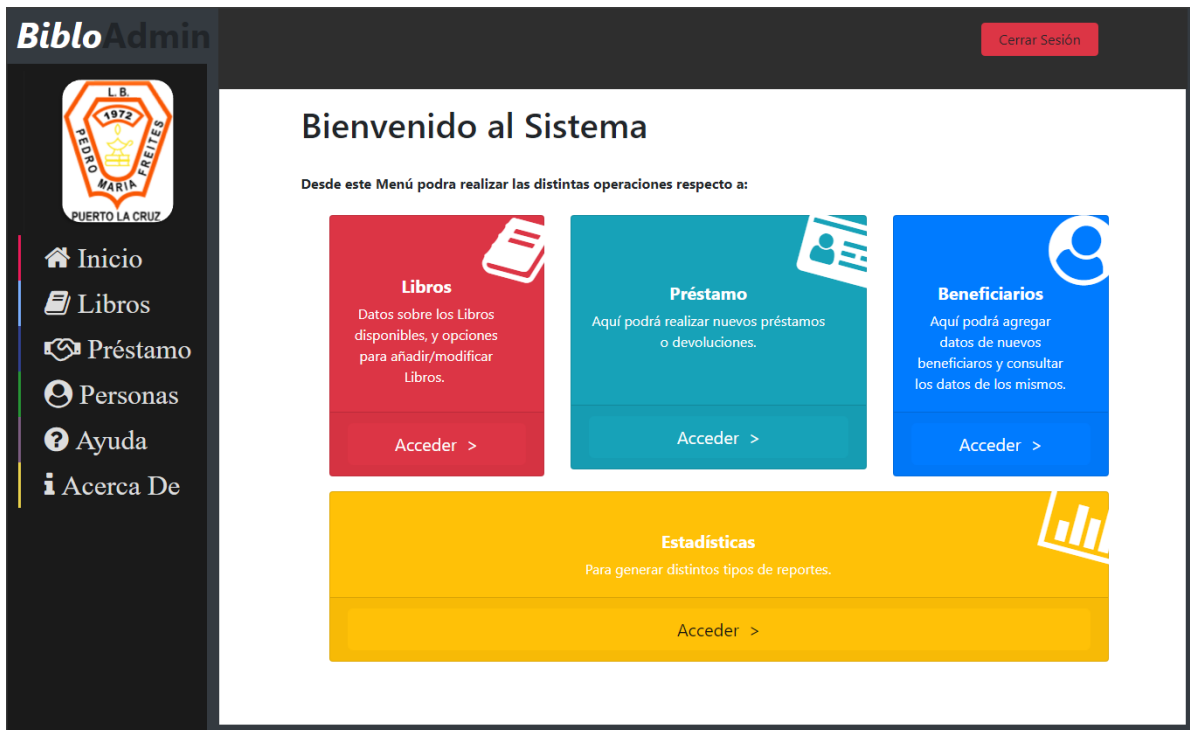 BibloAdmin
Cerrar Sesión
L.B.
1972
PEDRO
MARIA
FREITES
PUERTO LA CRUZ
Inicio
Libros
Préstamo
Personas
Ayuda
Acerca De
Bienvenido al Sistema
Desde este Menú podra realizar las distintas operaciones respecto a:
Libros
Datos sobre los Libros
disponibles, y opciones
para añadir/modificar
Libros.
Acceder >
Préstamo
Aquí podrá realizar nuevos préstamos
o devoluciones.
Acceder >
Beneficiarios
Aquí podrá agregar
datos de nuevos
beneficiaros y consultar
los datos de los mismos.
Acceder >
Estadísticas
Para generar distintos tipos de reportes.
Acceder >